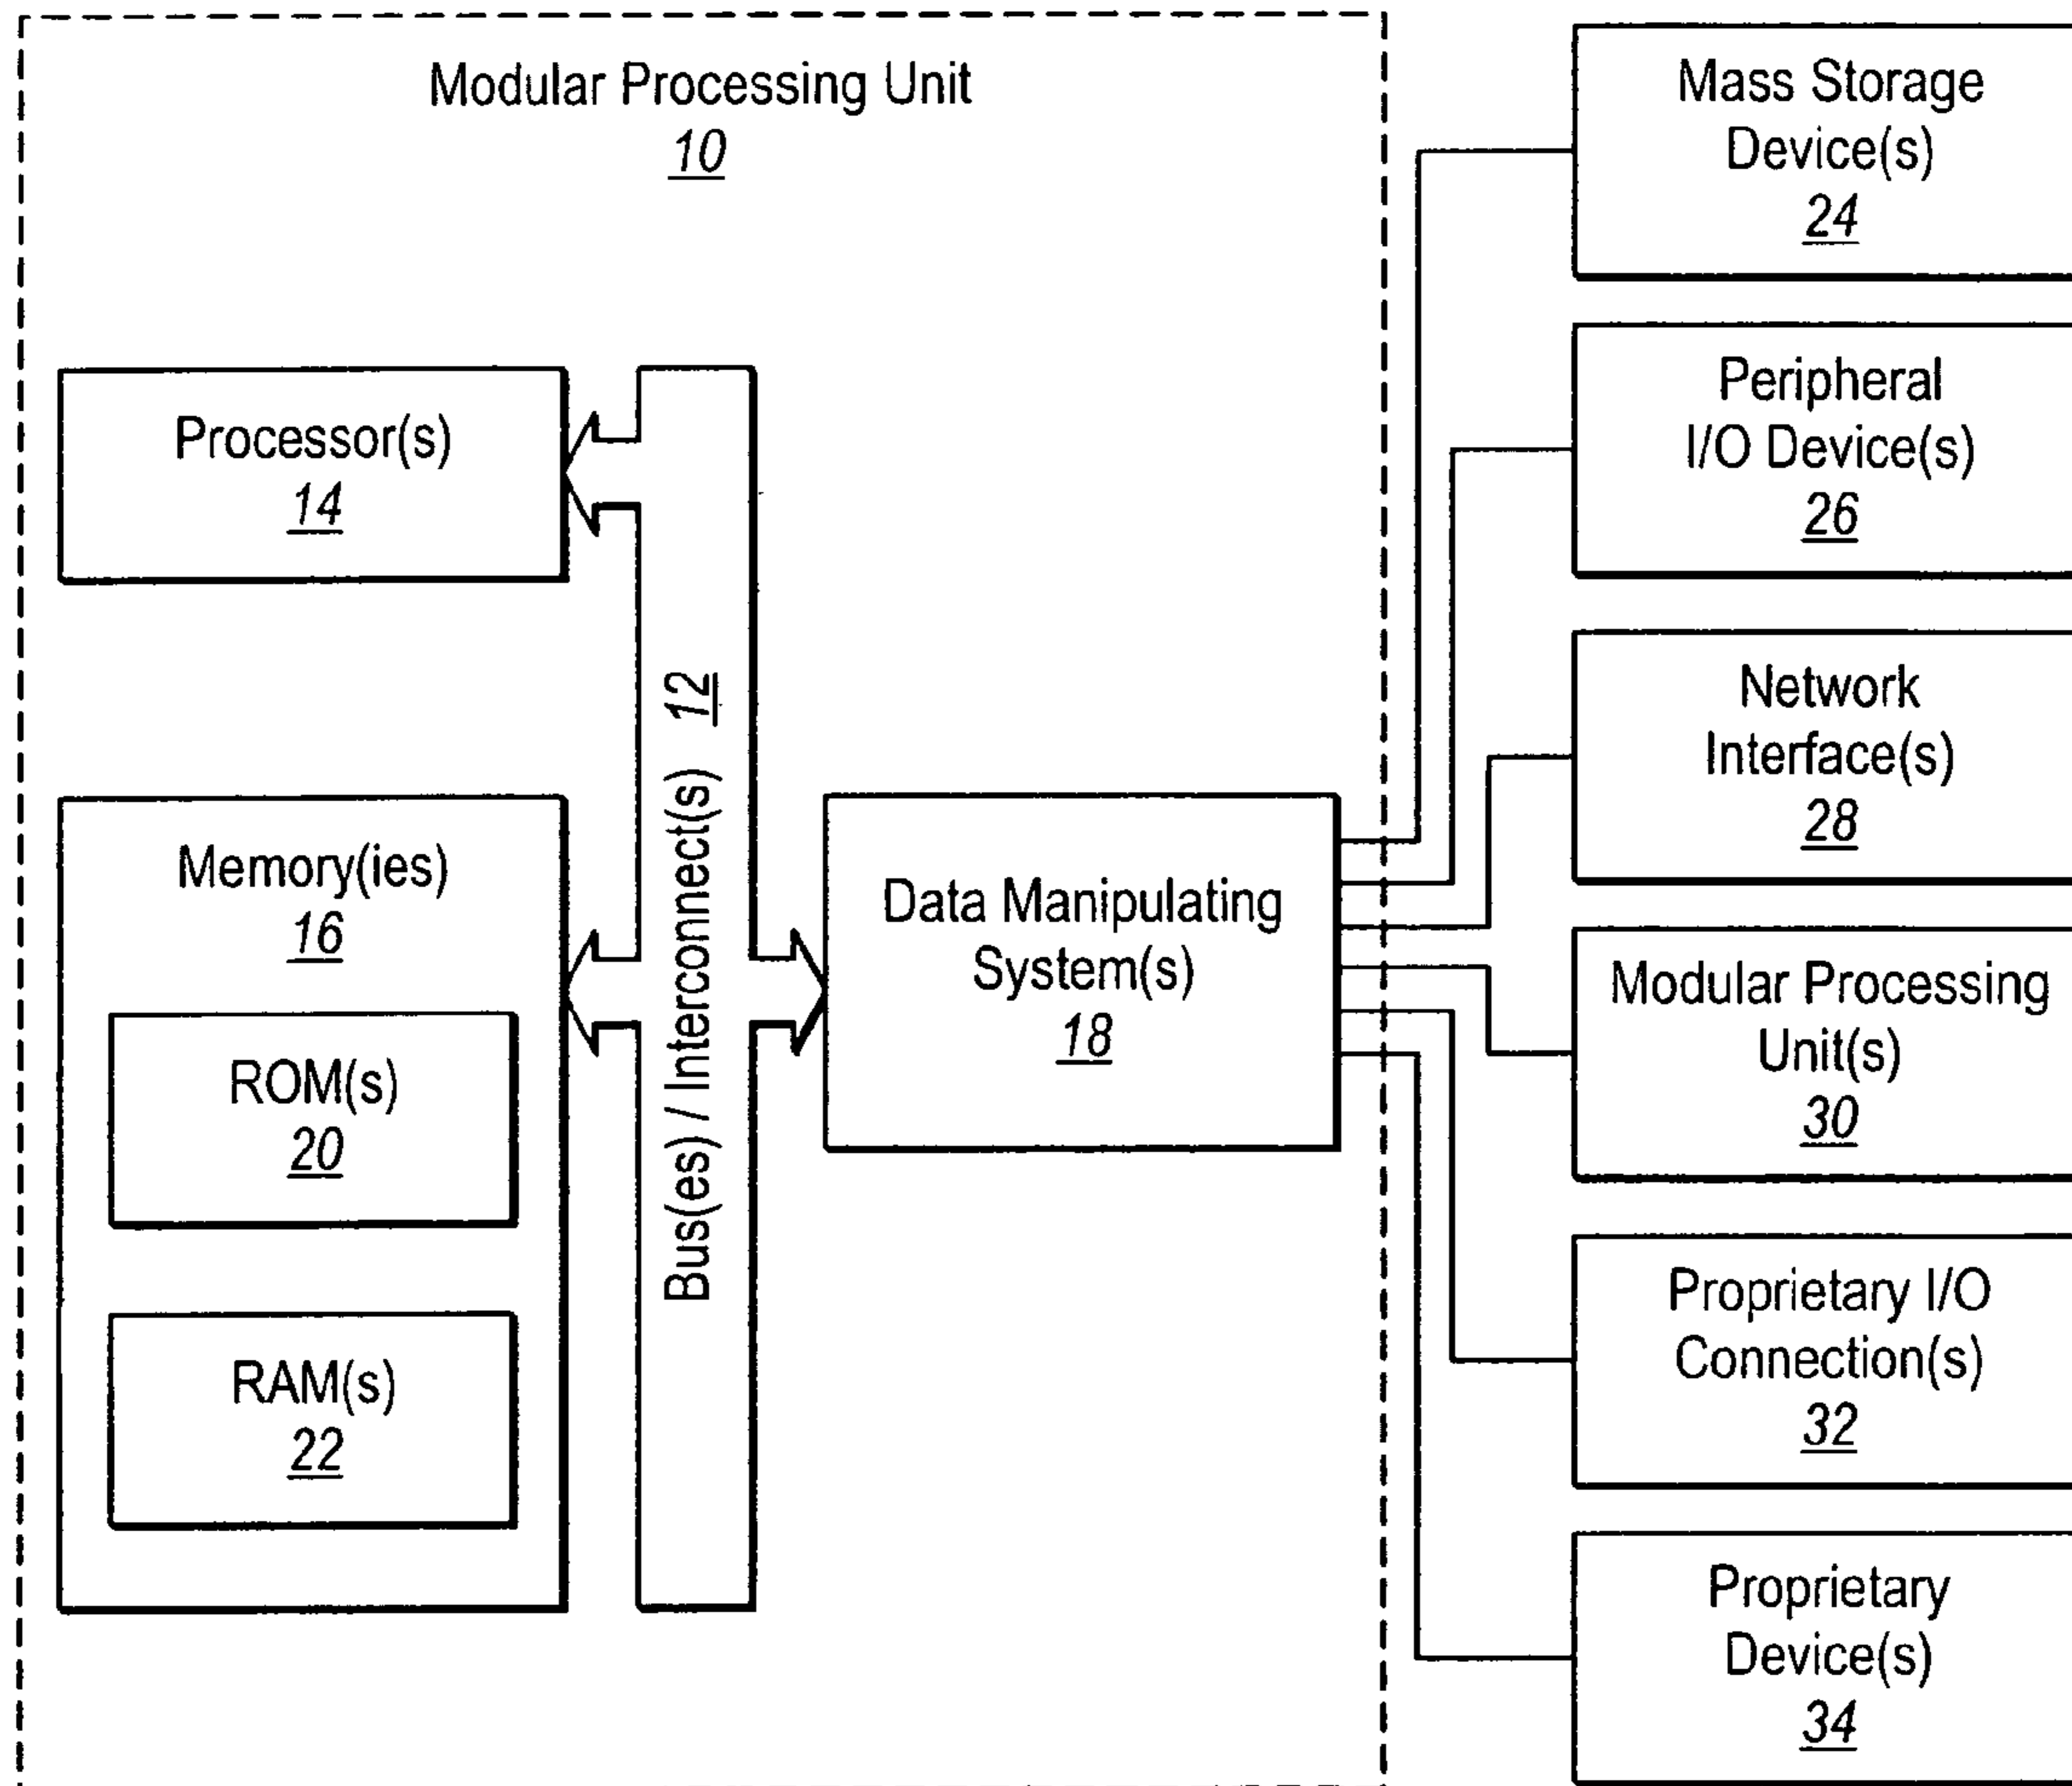 Modular Processing Unit
10
Processor(s)
14
Memory(ies)
16
ROM(s)
20
RAM(s)
22
Bus(es) / Interconnect(s) 12
Data Manipulating
System(s)
18
Mass Storage
Device(s)
24
Peripheral
I/O Device(s)
26
Network
Interface(s)
28
Modular Processing
Unit(s)
30
Proprietary I/O
Connection(s)
32
Proprietary
Device(s)
34